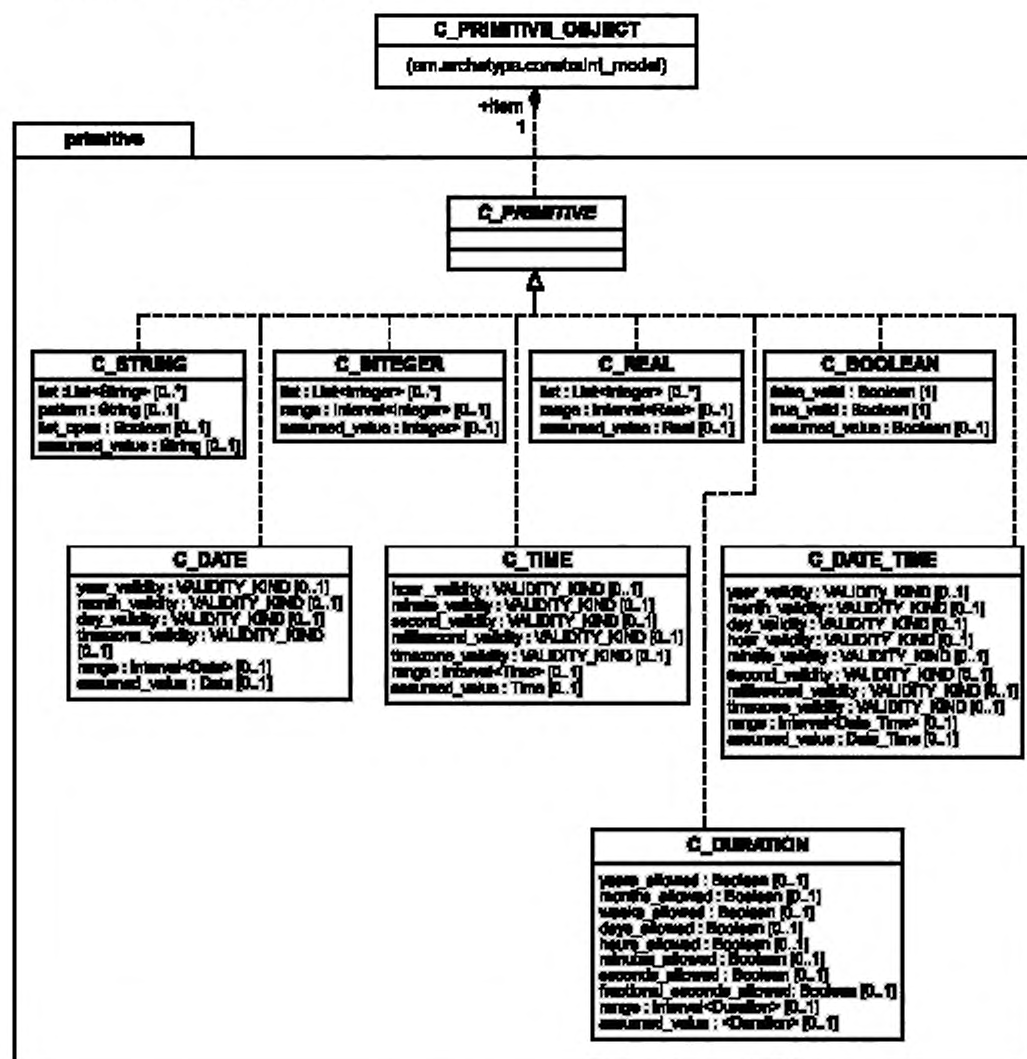 C_PRIMITIVE_OBJECT
(am.archetype.constraint_model)
+item
1
primitive
C_PRIMITIVE
C_STRING
list :List<String> [0..*]
pattern : String [0..1]
list_open : Boolean [0..1]
assumed_value : String [0..1]
C_INTEGER
list : List<Integer> [0..*]
range : Interval<Integer> [0..1]
assumed_value : Integer> [0..1]
C_REAL
list : List<Integer> [0..*]
range : Interval<Real> [0..1]
assumed_value : Real [0..1]
C_BOOLEAN
false_valid : Boolean [1]
true_valid : Boolean [1]
assumed_value : Boolean [0..1]
C_DATE
year_validity : VALIDITY_KIND [0..1]
month_validity : VALIDITY_KIND [0..1]
day_validity : VALIDITY_KIND [0..1]
timezone_validity : VALIDITY_KIND
[0..1]
range : Interval<Date> [0..1]
assumed_value : Date [0..1]
C_TIME
hour_validity : VALIDITY_KIND [0..1]
minute_validity : VALIDITY_KIND [0..1]
second_validity : VALIDITY_KIND [0..1]
millisecond_validity : VALIDITY_KIND [0..1]
timezone_validity : VALIDITY_KIND [0..1]
range : Interval<Time> [0..1]
assumed_value : Time [0..1]
C_DATE_TIME
year_validity : VALIDITY_KIND [0..1]
month_validity : VALIDITY_KIND [0..1]
day_validity : VALIDITY_KIND [0..1]
hour_validity : VALIDITY_KIND [0..1]
minute_validity : VALIDITY_KIND [0..1]
second_validity : VALIDITY_KIND [0..1]
millisecond_validity : VALIDITY_KIND [0..1]
timezone_validity : VALIDITY_KIND [0..1]
range : Interval<Date_Time> [0..1]
assumed_value : Date_Time [0..1]
C_DURATION
years_allowed : Boolean [0..1]
months_allowed : Boolean [0..1]
weeks_allowed : Boolean [0..1]
days_allowed : Boolean [0..1]
hours_allowed : Boolean [0..1]
minutes_allowed : Boolean [0..1]
seconds_allowed : Boolean [0..1]
fractional_seconds_allowed: Boolean [0..1]
range : Interval<Duration> [0..1]
assumed_value : <Duration> [0..1]